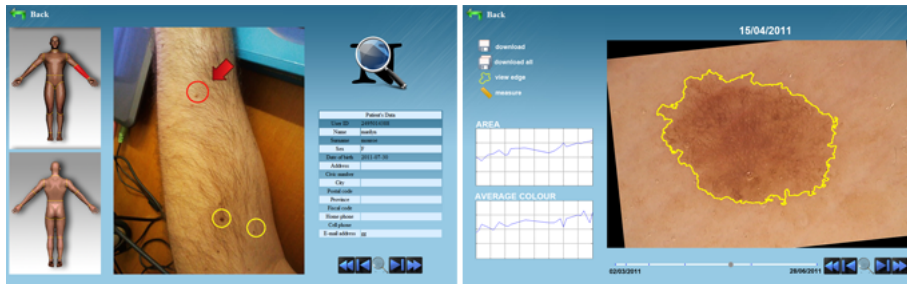 Back
N
Patient's Data
User ID
Name marlyn
Surname monroe
Sex F
Date of birth 2011-07-30
Address
Civic number
City
Postal code
Province
Fiscal code
Home phone
Cell phone
E-mail address
Back
15/04/2011
download
download all
view edge
measure
AREA
AVERAGE COLOUR
02/03/2011
28/06/2011